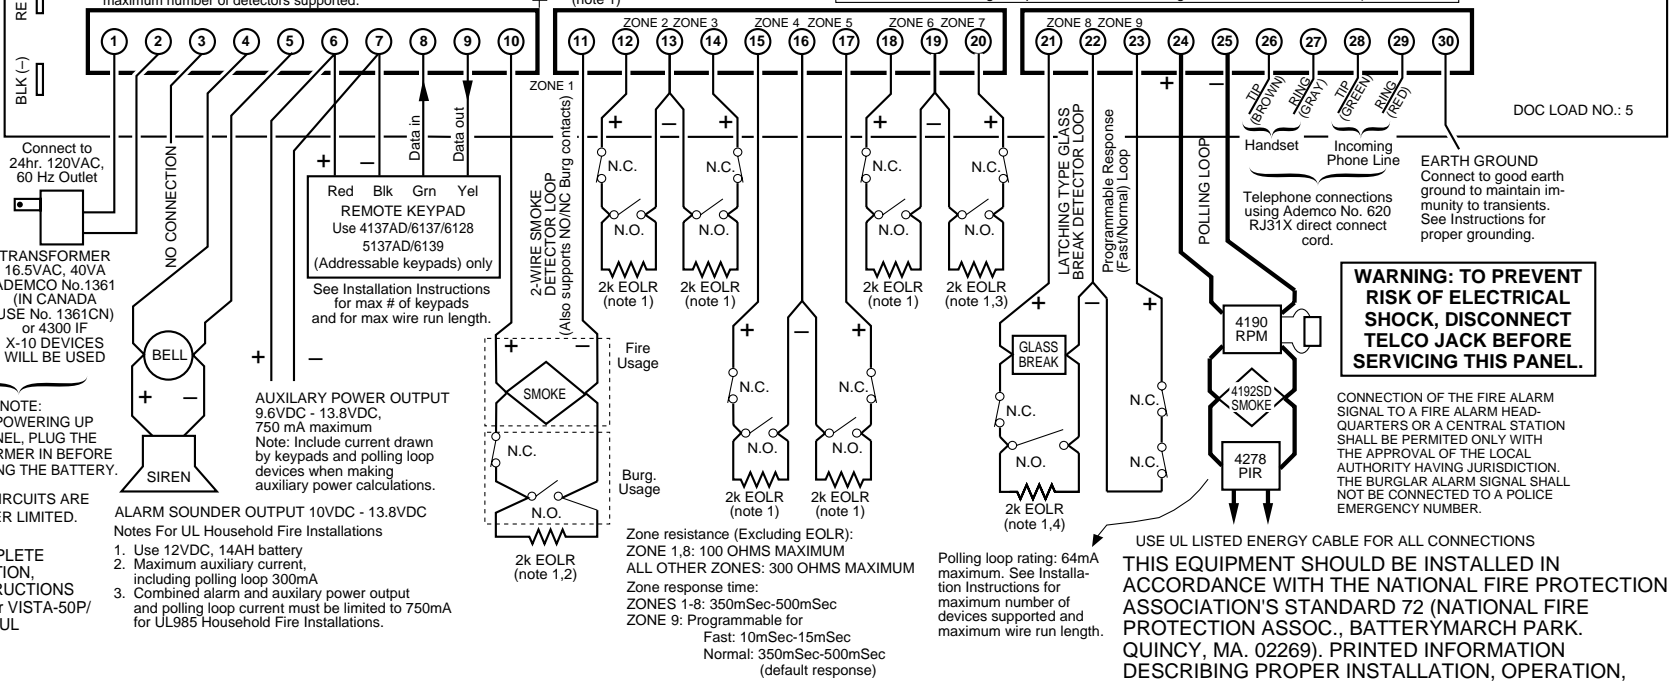 maximum number of detectors supported.
(note 1)
RE
BLK (–)
ZONE 2 ZONE 3
ZONE 4 ZONE 5
ZONE 6 ZONE 7
ZONE 8 ZONE 9
1 2 3 4 5 6 7 8 9 10 11 12 13 14 15 16 17 18 19 20 21 22 23 24 25 26 27 28 29 30
ZONE 1
DOC LOAD NO.: 5
Connect to
24hr. 120VAC,
60 Hz Outlet
TRANSFORMER
16.5VAC, 40VA
ADEMCO No.1361
(IN CANADA
USE No. 1361CN)
or 4300 IF
X-10 DEVICES
WILL BE USED
NOTE:
POWERING UP
NEL, PLUG THE
RMER IN BEFORE
NG THE BATTERY.
IRCUITS ARE
ER LIMITED.
PLETE
TION,
RUCTIONS
r VISTA-50P/
UL
NO CONNECTION
BELL
+ –
SIREN
ALARM SOUNDER OUTPUT 10VDC - 13.8VDC
Notes For UL Household Fire Installations
1. Use 12VDC, 14AH battery
2. Maximum auxiliary current,
including polling loop 300mA
3. Combined alarm and auxilary power output
and polling loop current must be limited to 750mA
for UL985 Household Fire Installations.
+ –
Data in
Data out
Red Blk Grn Yel
REMOTE KEYPAD
Use 4137AD/6137/6128
5137AD/6139
(Addressable keypads) only
See Installation Instructions
for max # of keypads
and for max wire run length.
+ –
AUXILARY POWER OUTPUT
9.6VDC - 13.8VDC,
750 mA maximum
Note: Include current drawn
by keypads and polling loop
devices when making
auxiliary power calculations.
2-WIRE SMOKE
DETECTOR LOOP
(Also supports NO/NC Burg contacts)
+ –
Fire
Usage
SMOKE
N.C.
Burg.
Usage
N.O.
2k EOLR
(note 1,2)
+ – +
N.C. N.C.
N.O. N.O.
2k EOLR
(note 1)
2k EOLR
(note 1)
+ – +
N.C. N.C.
N.O. N.O.
2k EOLR
(note 1)
2k EOLR
(note 1)
+ – +
N.C. N.C.
N.O. N.O.
2k EOLR
(note 1)
2k EOLR
(note 1,3)
Zone resistance (Excluding EOLR):
ZONE 1,8: 100 OHMS MAXIMUM
ALL OTHER ZONES: 300 OHMS MAXIMUM
Zone response time:
ZONES 1-8: 350mSec-500mSec
ZONE 9: Programmable for
Fast: 10mSec-15mSec
Normal: 350mSec-500mSec
(default response)
LATCHING TYPE GLASS
BREAK DETECTOR LOOP
Programmable Response
(Fast/Normal) Loop
+ – +
GLASS
BREAK
N.C.
N.O.
N.C.
N.C.
2k EOLR
(note 1,4)
Polling loop rating: 64mA
maximum. See Installa-
tion Instructions for
maximum number of
devices supported and
maximum wire run length.
+ –
POLLING LOOP
4190
RPM
4192SD
SMOKE
4278
PIR
TIP
(BROWN)
RING
(GRAY)
TIP
(GREEN)
RING
(RED)
Handset
Incoming
Phone Line
Telephone connections
using Ademco No. 620
RJ31X direct connect
cord.
EARTH GROUND
Connect to good earth
ground to maintain im-
munity to transients.
See Instructions for
proper grounding.
WARNING: TO PREVENT
RISK OF ELECTRICAL
SHOCK, DISCONNECT
TELCO JACK BEFORE
SERVICING THIS PANEL.
CONNECTION OF THE FIRE ALARM
SIGNAL TO A FIRE ALARM HEAD-
QUARTERS OR A CENTRAL STATION
SHALL BE PERMITED ONLY WITH
THE APPROVAL OF THE LOCAL
AUTHORITY HAVING JURISDICTION.
THE BURGLAR ALARM SIGNAL SHALL
NOT BE CONNECTED TO A POLICE
EMERGENCY NUMBER.
USE UL LISTED ENERGY CABLE FOR ALL CONNECTIONS
THIS EQUIPMENT SHOULD BE INSTALLED IN
ACCORDANCE WITH THE NATIONAL FIRE PROTECTION
ASSOCIATION'S STANDARD 72 (NATIONAL FIRE
PROTECTION ASSOC., BATTERYMARCH PARK.
QUINCY, MA. 02269). PRINTED INFORMATION
DESCRIBING PROPER INSTALLATION, OPERATION,